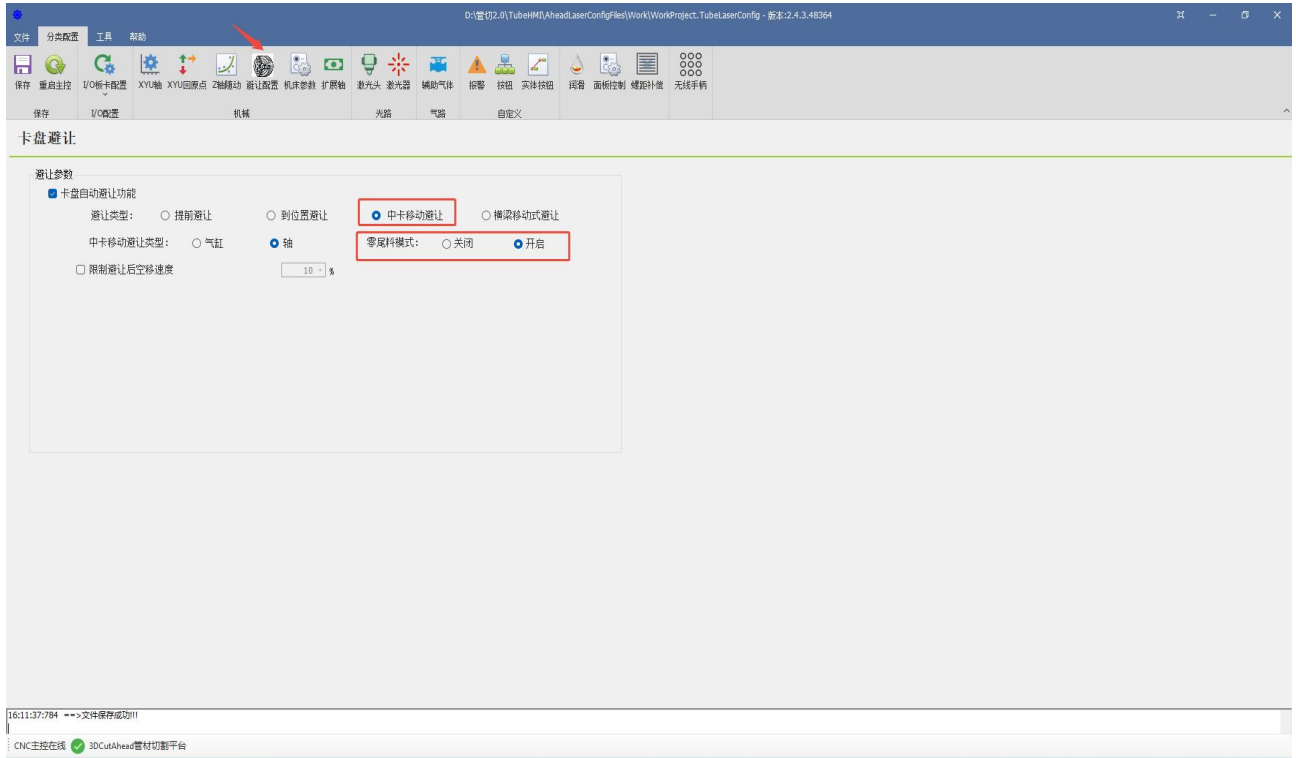 D:\管切2.0\TubeHMI\AheadLaserConfigFiles\Work\WorkProject.TubeLaserConfig - 版本:2.4.3.48364
文件 分类配置 工具 帮助
保存 重启主控 I/O板卡配置 XYU轴 XYU回原点 Z轴随动 避让配置 机床参数 扩展轴 激光头 激光器 辅助气体 报警 按钮 实体按钮 润滑 面板控制 螺距补偿 无线手柄
保存 I/O配置 机械 光路 气路 自定义
卡盘避让
避让参数
卡盘自动避让功能
避让类型: 提前避让 到位置避让 中卡移动避让 横梁移动式避让
中卡移动避让类型: 气缸 轴 零尾料模式: 关闭 开启
限制避让后空移速度 10 %
16:11:37:784 ==>文件保存成功!!!
CNC主控在线 3DCutAhead管材切割平台